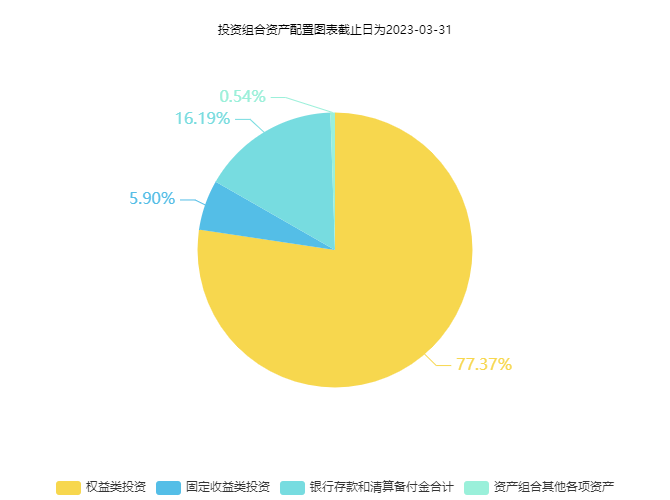 投资组合资产配置图表截止日为2023-03-31
0.54%
16.19%
5.90%
77.37%
权益类投资 固定收益类投资 银行存款和清算备付金合计 资产组合其他各项资产